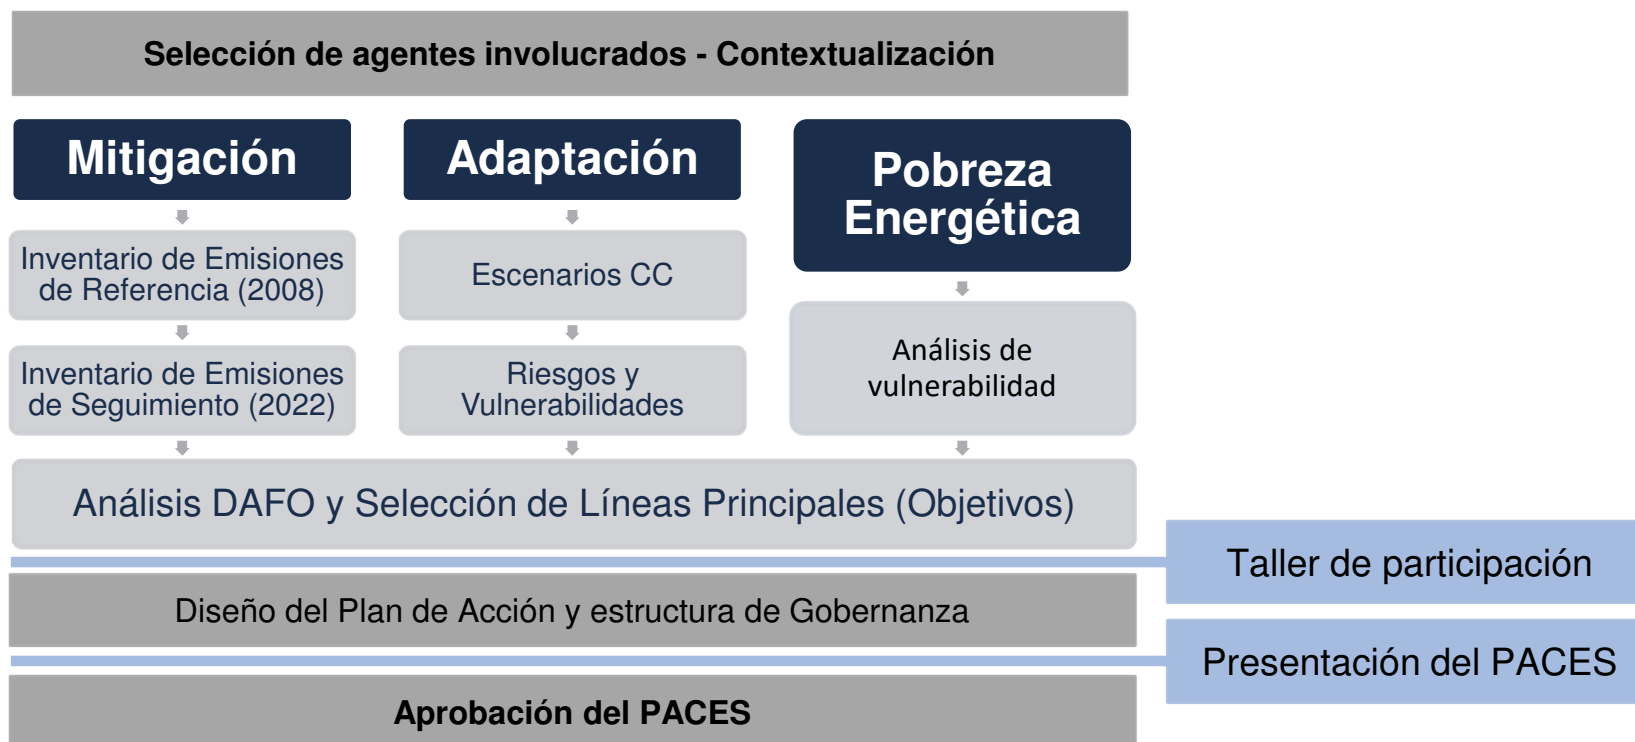 Selección de agentes involucrados - Contextualización
Mitigación
Inventario de Emisiones
de Referencia (2008)
Inventario de Emisiones
de Seguimiento (2022)
Adaptación
Escenarios CC
Riesgos y
Vulnerabilidades
Pobreza
Energética
Análisis de
vulnerabilidad
Análisis DAFO y Selección de Líneas Principales (Objetivos)
Taller de participación
Diseño del Plan de Acción y estructura de Gobernanza
Presentación del PACES
Aprobación del PACES